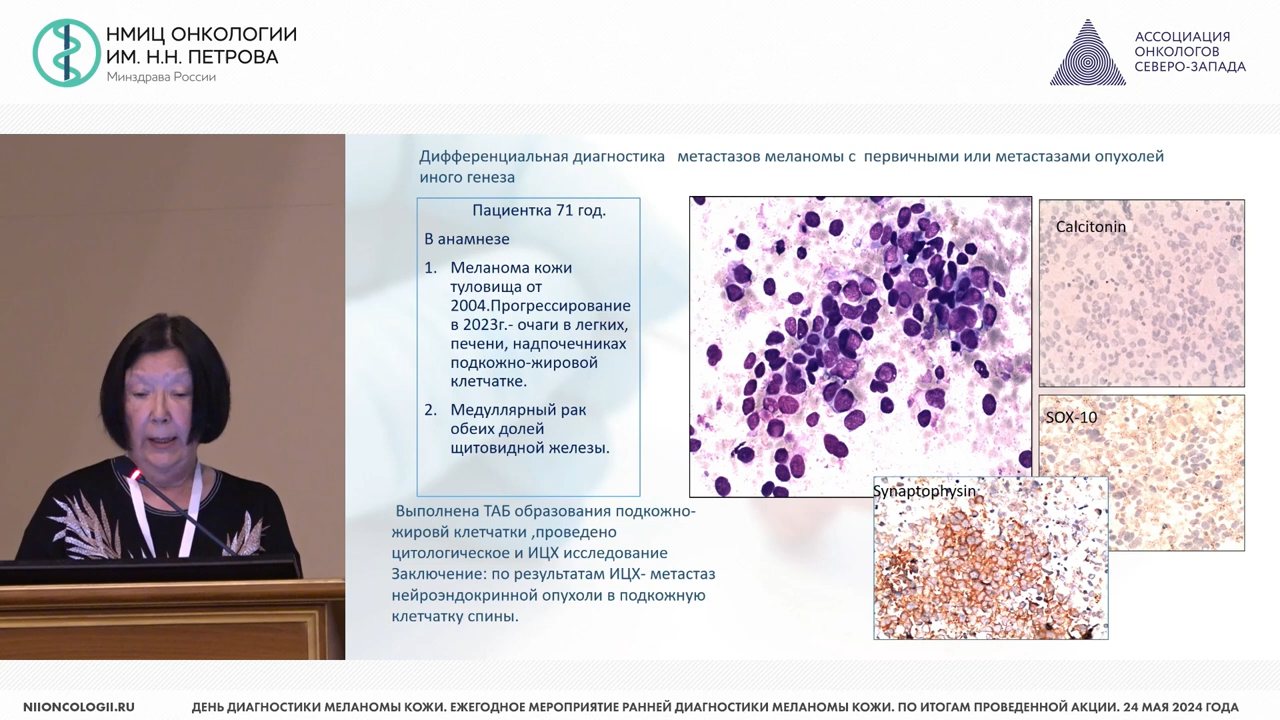 НМИЦ ОНКОЛОГИИ
ИМ. Н.Н. ПЕТРОВА
Минздрава России
АССОЦИАЦИЯ
ОНКОЛОГОВ
СЕВЕРО-ЗАПАДА
Дифференциальная диагностика метастазов меланомы с первичными или метастазами опухолей
иного генеза
Пациентка 71 год.
В анамнезе
1. Меланома кожи
туловища от
2004.Прогрессирование
в 2023г.- очаги в легких,
печени, надпочечниках
подкожно-жировой
клетчатке.
2. Медуллярный рак
обеих долей
щитовидной железы.
Выполнена ТАБ образования подкожно-
жировй клетчатки ,проведено
цитологическое и ИЦХ исследование
Заключение: по результатам ИЦХ- метастаз
нейроэндокринной опухоли в подкожную
клетчатку спины.
Calcitonin
SOX-10
Synaptophysin
NIIONCOLOGII.RU
ДЕНЬ ДИАГНОСТИКИ МЕЛАНОМЫ КОЖИ. ЕЖЕГОДНОЕ МЕРОПРИЯТИЕ РАННЕЙ ДИАГНОСТИКИ МЕЛАНОМЫ КОЖИ. ПО ИТОГАМ ПРОВЕДЕННОЙ АКЦИИ. 24 МАЯ 2024 ГОДА